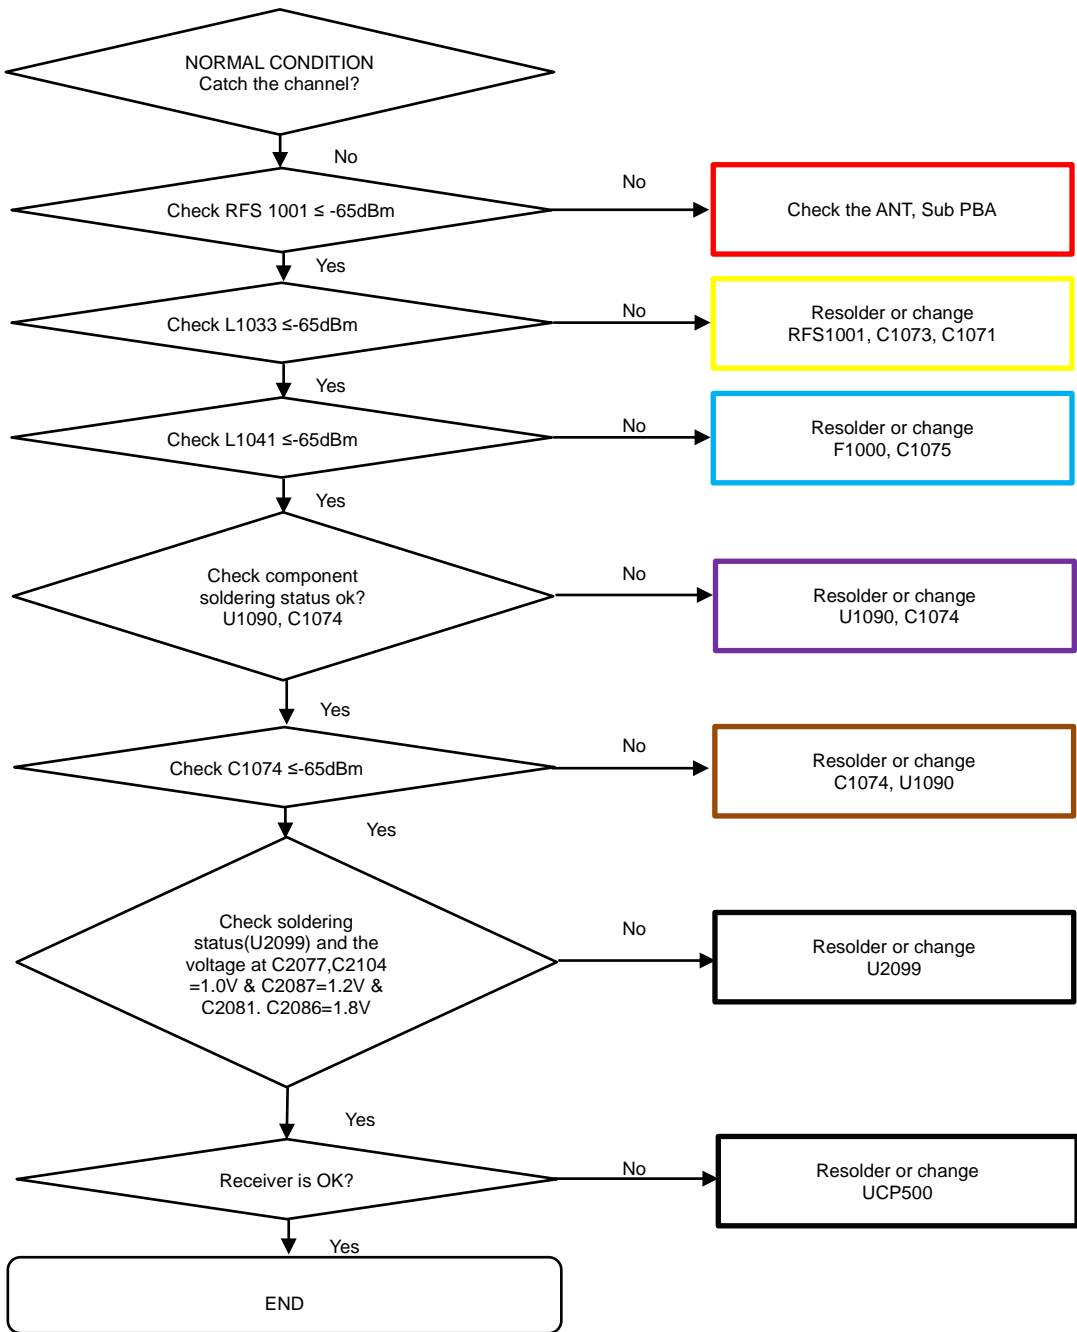 NORMAL CONDITION
Catch the channel?
No
Check RFS 1001 ≤ -65dBm
No
Check the ANT, Sub PBA
Yes
Check L1033 ≤-65dBm
No
Resolder or change
RFS1001, C1073, C1071
Yes
Check L1041 ≤-65dBm
No
Resolder or change
F1000, C1075
Yes
Check component
soldering status ok?
U1090, C1074
No
Resolder or change
U1090, C1074
Yes
Check C1074 ≤-65dBm
No
Resolder or change
C1074, U1090
Yes
Check soldering
status(U2099) and the
voltage at C2077,C2104
=1.0V & C2087=1.2V &
C2081. C2086=1.8V
No
Resolder or change
U2099
Yes
Receiver is OK?
No
Resolder or change
UCP500
Yes
END